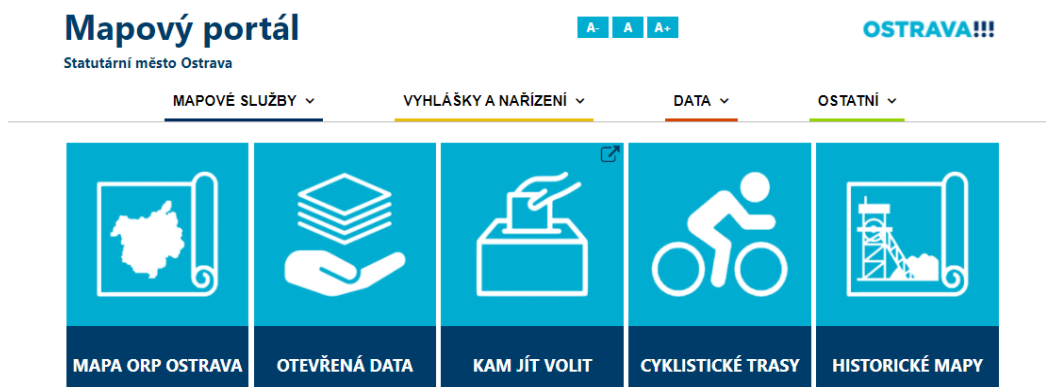 Mapový portál
A- A A+
OSTRAVA!!!
Statutární město Ostrava
MAPOVÉ SLUŽBY
VYHLÁŠKY A NAŘÍZENÍ
DATA
OSTATNÍ
MAPA ORP OSTRAVA
OTEVŘENÁ DATA
KAM JÍT VOLIT
CYKLISTICKÉ TRASY
HISTORICKÉ MAPY